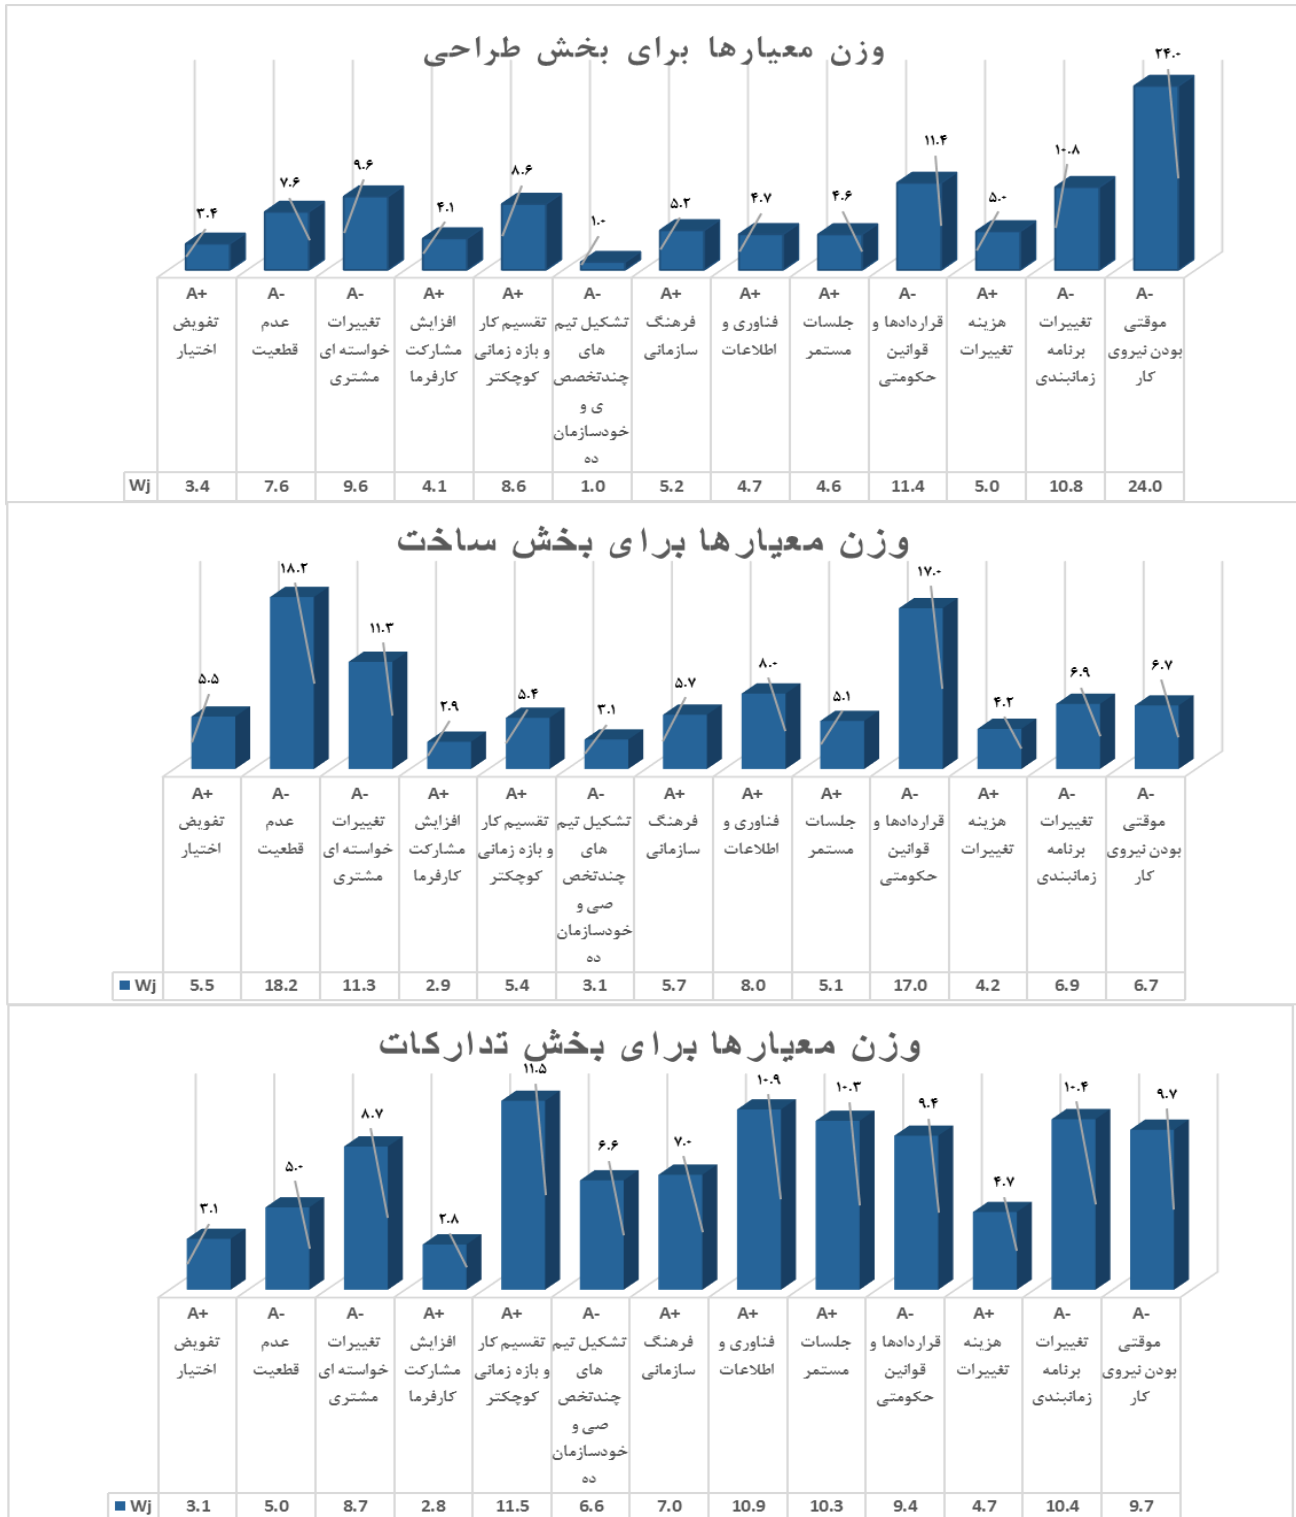 وزن معیارها برای بخش طراحی
۳.۴ ۷.۶ ۹.۶ ۴.۱ ۸.۶ ۱.۰ ۵.۲ ۴.۷ ۴.۶ ۱۱.۴ ۵.۰ ۱۰.۸ ۲۴.۰
A+ A- A- A+ A+ A- A+ A+ A+ A- A+ A- A-
تفویض
اختیار
عدم
قطعیت
تغییرات
خواسته ای
مشتری
افزایش
مشارکت
کارفرما
تقسیم کار
و بازه زمانی
کوچکتر
تشکیل تیم
های
چندتخصص
ی و
خودسازمان
ده
فرهنگ
سازمانی
فناوری و
اطلاعات
جلسات
مستمر
قراردادها و
قوانین
حکومتی
هزینه
تغییرات
تغییرات
برنامه
زمانبندی
موقتی
بودن نیروی
کار
Wj 3.4 7.6 9.6 4.1 8.6 1.0 5.2 4.7 4.6 11.4 5.0 10.8 24.0
وزن معیارها برای بخش ساخت
۵.۵ ۱۸.۲ ۱۱.۳ ۲.۹ ۵.۴ ۳.۱ ۵.۷ ۸.۰ ۵.۱ ۱۷.۰ ۴.۲ ۶.۹ ۶.۷
A+ A- A- A+ A+ A- A+ A+ A+ A- A+ A- A-
تفویض
اختیار
عدم
قطعیت
تغییرات
خواسته ای
مشتری
افزایش
مشارکت
کارفرما
تقسیم کار
و بازه زمانی
کوچکتر
تشکیل تیم
های
چندتخص
صی و
خودسازمان
ده
فرهنگ
سازمانی
فناوری و
اطلاعات
جلسات
مستمر
قراردادها و
قوانین
حکومتی
هزینه
تغییرات
تغییرات
برنامه
زمانبندی
موقتی
بودن نیروی
کار
Wj 5.5 18.2 11.3 2.9 5.4 3.1 5.7 8.0 5.1 17.0 4.2 6.9 6.7
وزن معیارها برای بخش تدارکات
۳.۱ ۵.۰ ۸.۷ ۲.۸ ۱۱.۵ ۶.۶ ۷.۰ ۱۰.۹ ۱۰.۳ ۹.۴ ۴.۷ ۱۰.۴ ۹.۷
A+ A- A- A+ A+ A- A+ A+ A+ A- A+ A- A-
تفویض
اختیار
عدم
قطعیت
تغییرات
خواسته ای
مشتری
افزایش
مشارکت
کارفرما
تقسیم کار
و بازه زمانی
کوچکتر
تشکیل تیم
های
چندتخص
صی و
خودسازمان
ده
فرهنگ
سازمانی
فناوری و
اطلاعات
جلسات
مستمر
قراردادها و
قوانین
حکومتی
هزینه
تغییرات
تغییرات
برنامه
زمانبندی
موقتی
بودن نیروی
کار
Wj 3.1 5.0 8.7 2.8 11.5 6.6 7.0 10.9 10.3 9.4 4.7 10.4 9.7